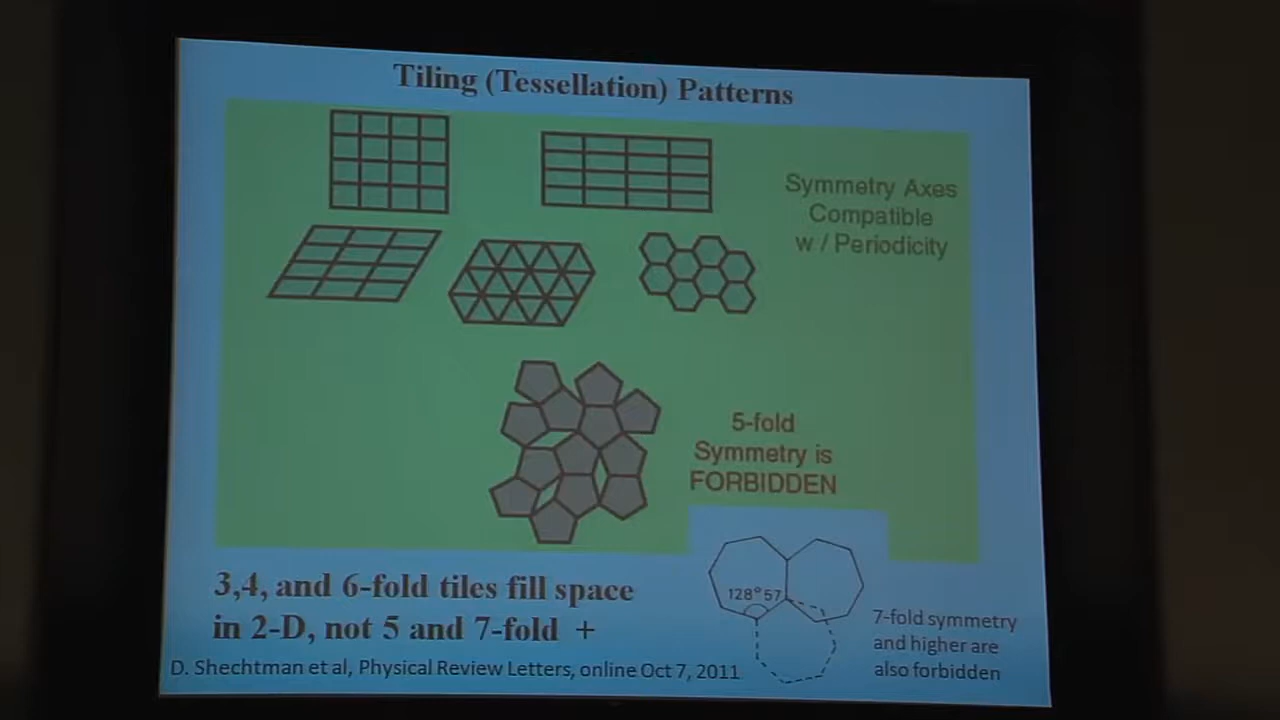 Tiling (Tessellation) Patterns
Symmetry Axes
Compatible
w / Periodicity
5-fold
Symmetry is
FORBIDDEN
128°57
3,4, and 6-fold tiles fill space
in 2-D, not 5 and 7-fold +
7-fold symmetry
and higher are
also forbidden
D. Shechtman et al, Physical Review Letters, online Oct 7, 2011